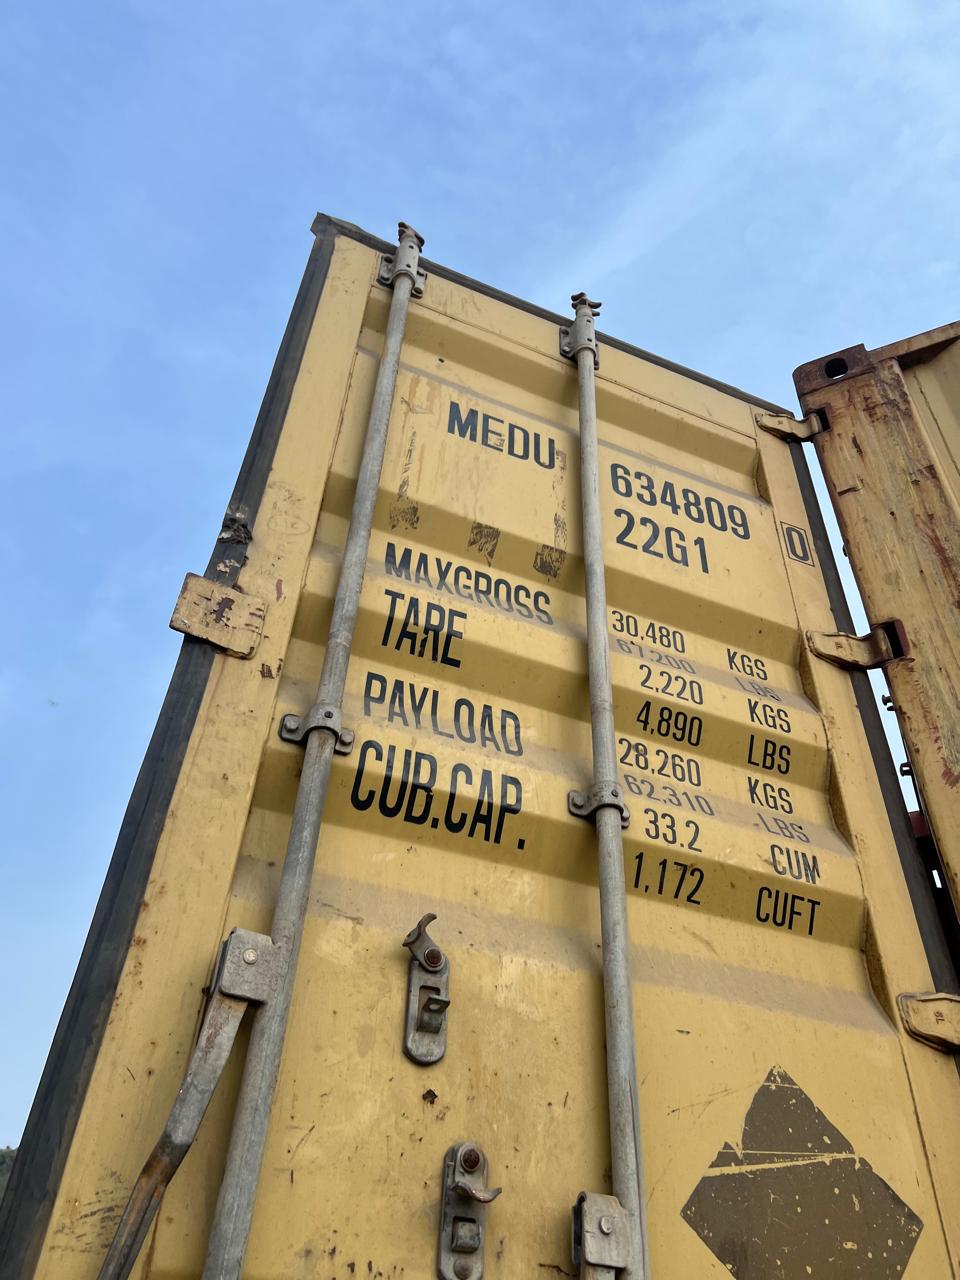 MEDU 634809 0
22G1
MAXGROSS 30,480 KGS
67,200 LBS
TARE 2,220 KGS
4,890 LBS
PAYLOAD 28,260 KGS
62,310 LBS
CUB.CAP. 33.2 CUM
1,172 CUFT